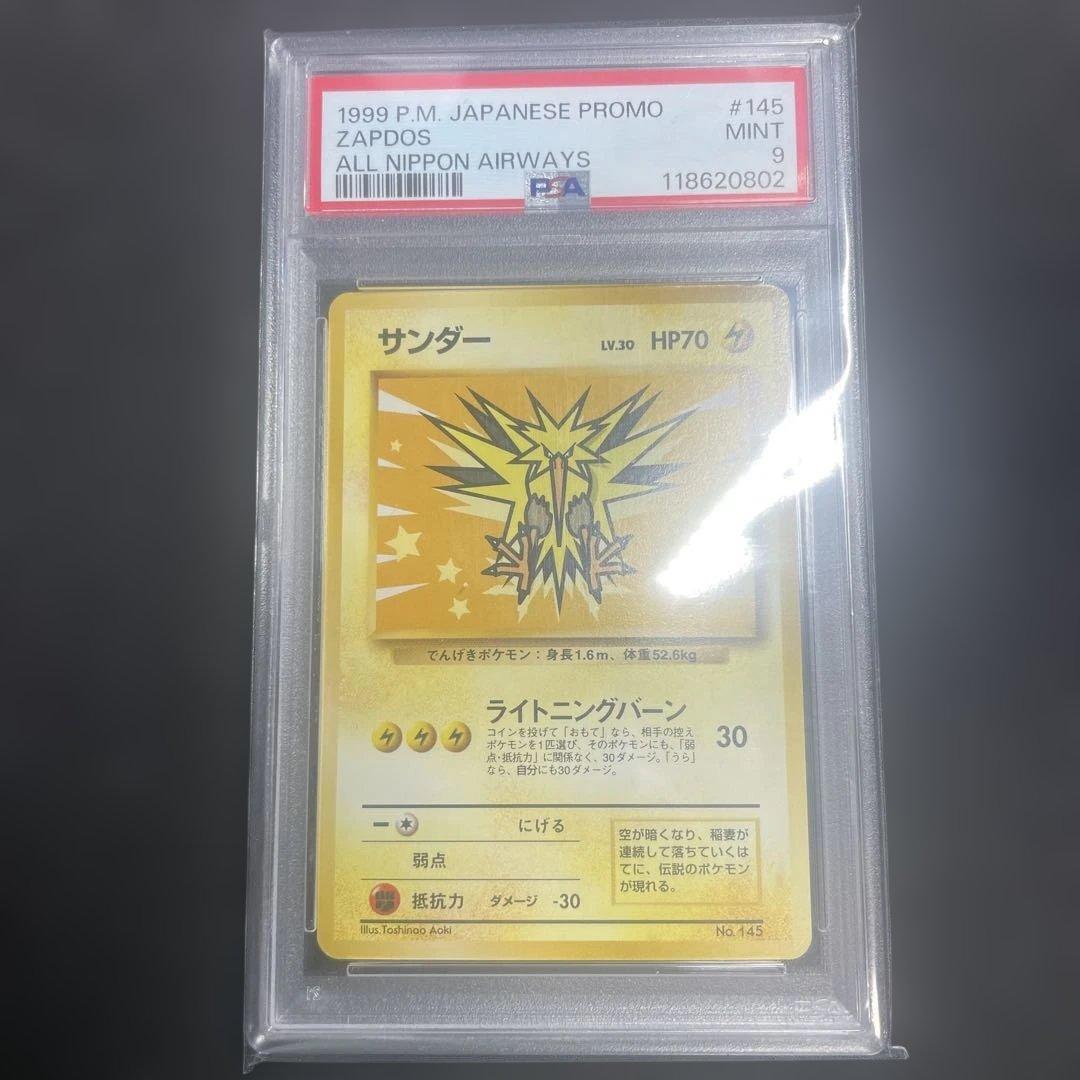 1999 P.M. JAPANESE PROMO #145
ZAPDOS MINT
ALL NIPPON AIRWAYS 9
PSA 118620802
サンダー LV.30 HP70
でんげきポケモン：身長1.6m、体重52.6kg
ライトニングバーン
コインを投げて「おもて」なら、相手の控え
ポケモンを1匹選び、そのポケモンにも、「弱
点・抵抗力」に関係なく、30ダメージ。「うら」
なら、自分にも30ダメージ。
30
にげる
弱点
抵抗力 ダメージ -30
空が暗くなり、稲妻が
連続して落ちていくは
てに、伝説のポケモン
が現れる。
Illus.Toshinao Aoki No.145